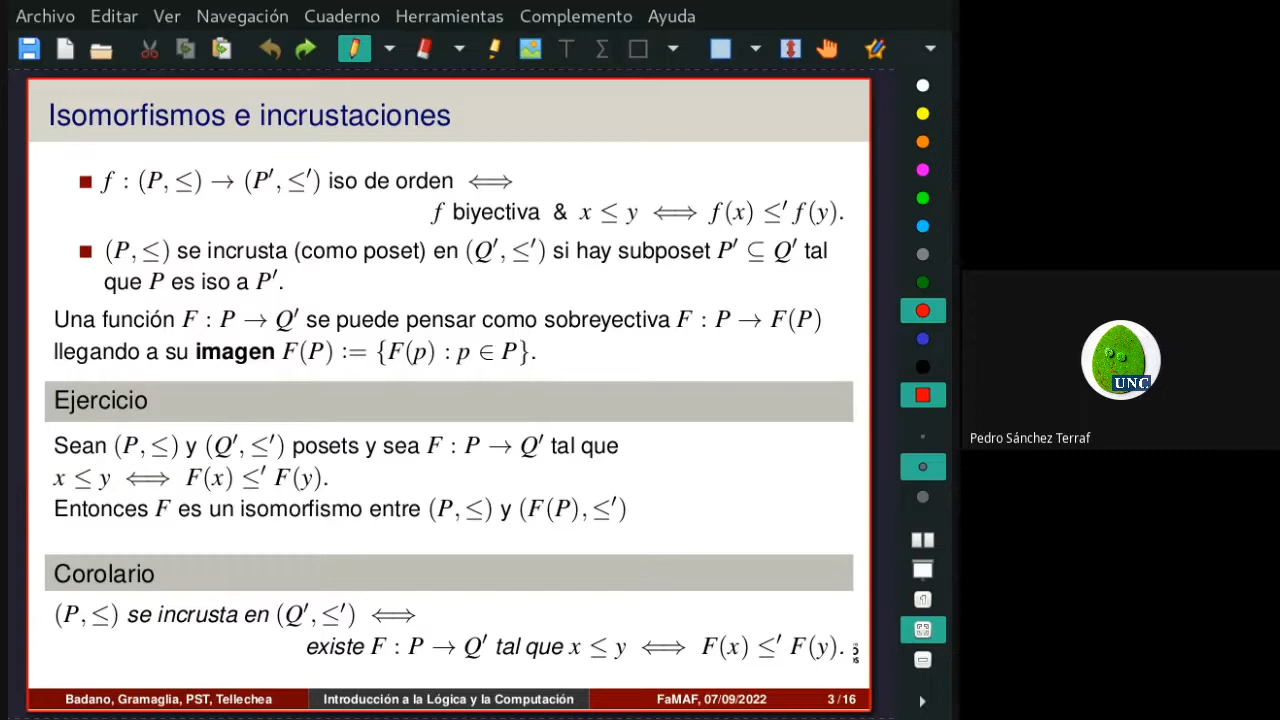 Archivo Editar Ver Navegación Cuaderno Herramientas Complemento Ayuda
Isomorfismos e incrustaciones
f : (P, ≤) → (P′, ≤′) iso de orden ⟺
f biyectiva & x ≤ y ⟺ f(x) ≤′ f(y).
(P, ≤) se incrusta (como poset) en (Q′, ≤′) si hay subposet P′ ⊆ Q′ tal
que P es iso a P′.
Una función F : P → Q′ se puede pensar como sobreyectiva F : P → F(P)
llegando a su imagen F(P) := {F(p) : p ∈ P}.
Ejercicio
Sean (P, ≤) y (Q′, ≤′) posets y sea F : P → Q′ tal que
x ≤ y ⟺ F(x) ≤′ F(y).
Entonces F es un isomorfismo entre (P, ≤) y (F(P), ≤′)
Corolario
(P, ≤) se incrusta en (Q′, ≤′) ⟺
existe F : P → Q′ tal que x ≤ y ⟺ F(x) ≤′ F(y).
Badano, Gramaglia, PST, Tellechea Introducción a la Lógica y la Computación FaMAF, 07/09/2022 3 / 16
UNC
Pedro Sánchez Terraf